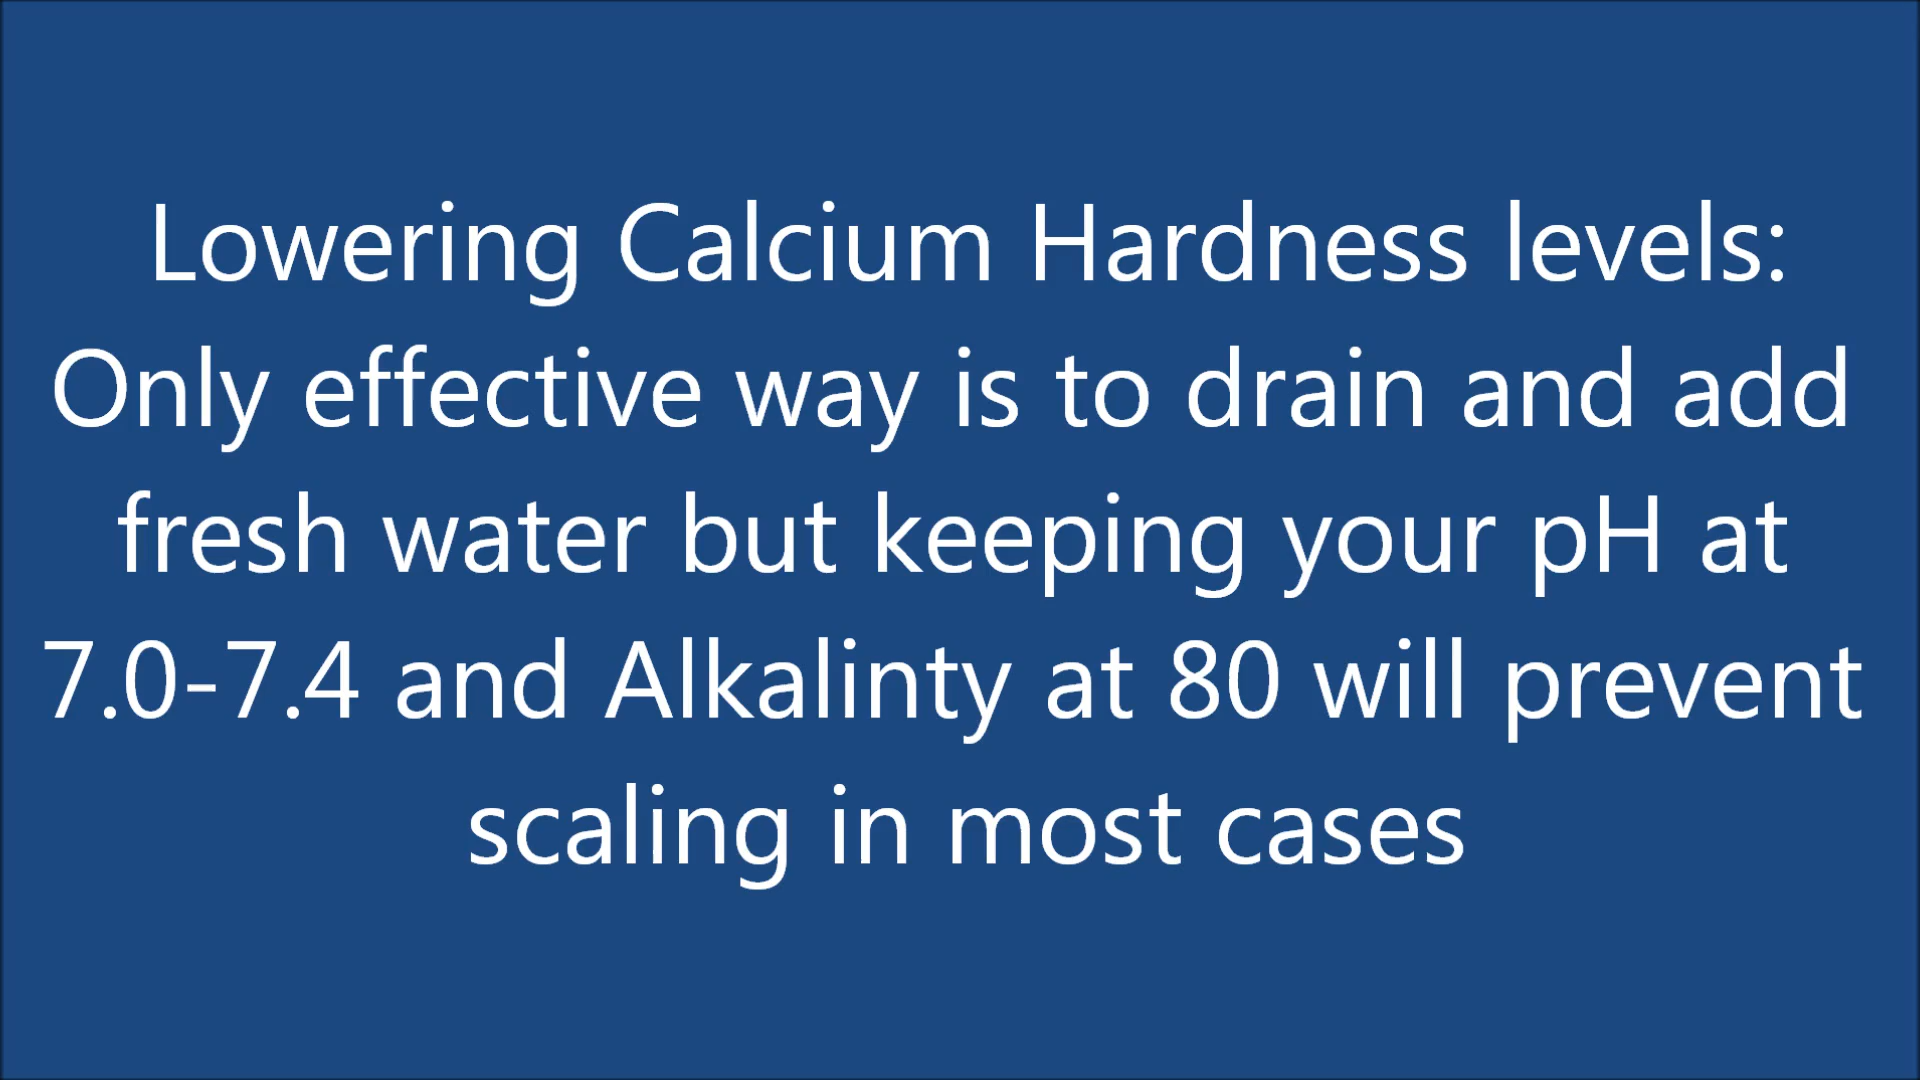 Lowering Calcium Hardness levels:
Only effective way is to drain and add
fresh water but keeping your pH at
7.0-7.4 and Alkalinty at 80 will prevent
scaling in most cases